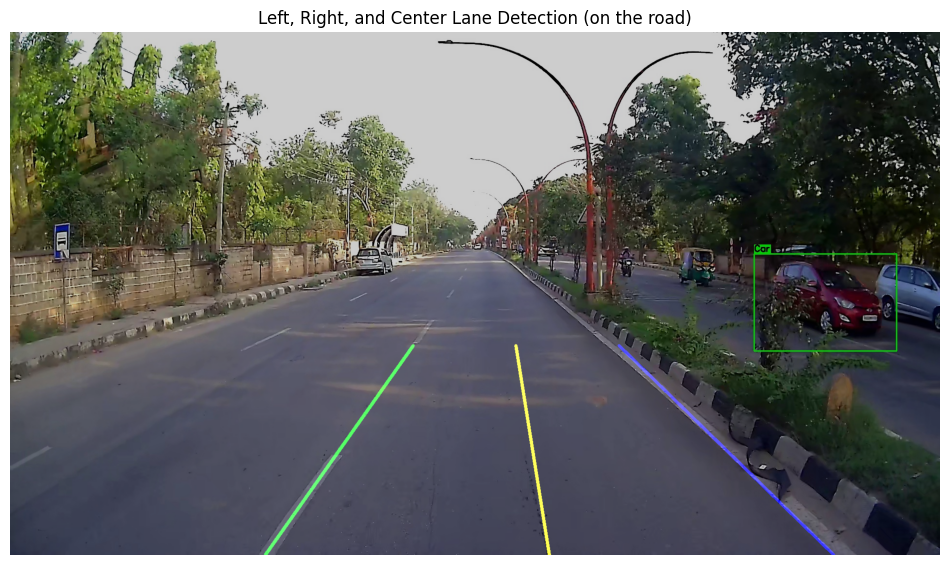 Left, Right, and Center Lane Detection (on the road)
Car